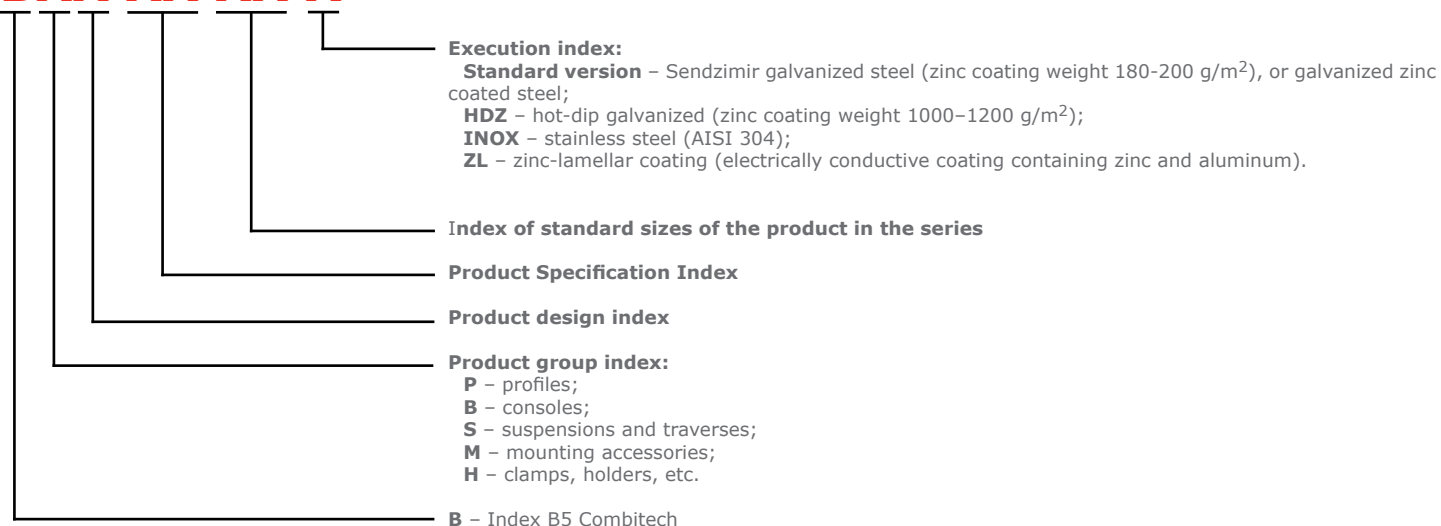 Execution index:
Standard version – Sendzimir galvanized steel (zinc coating weight 180-200 g/m2), or galvanized zinc
coated steel;
HDZ – hot-dip galvanized (zinc coating weight 1000–1200 g/m2);
INOX – stainless steel (AISI 304);
ZL – zinc-lamellar coating (electrically conductive coating containing zinc and aluminum).
Index of standard sizes of the product in the series
Product Specification Index
Product design index
Product group index:
P – profiles;
B – consoles;
S – suspensions and traverses;
M – mounting accessories;
H – clamps, holders, etc.
B – Index B5 Combitech